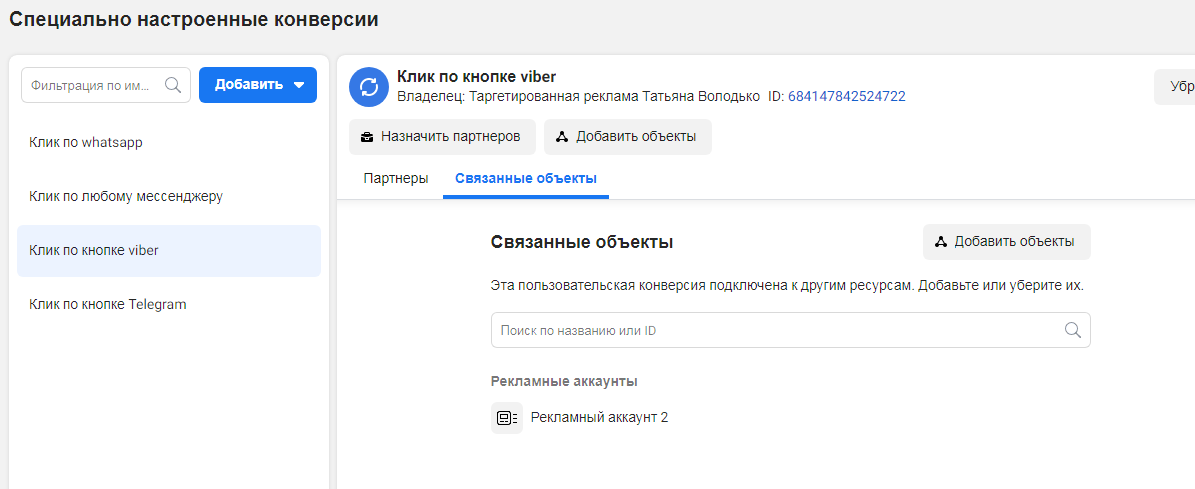 Специально настроенные конверсии
Фильтрация по им...
Добавить
Клик по whatsapp
Клик по любому мессенджеру
Клик по кнопке viber
Клик по кнопке Telegram
Клик по кнопке viber
Владелец: Таргетированная реклама Татьяна Володько ID: 684147842524722
Убр
Назначить партнеров
Добавить объекты
Партнеры
Связанные объекты
Связанные объекты
Добавить объекты
Эта пользовательская конверсия подключена к другим ресурсам. Добавьте или уберите их.
Поиск по названию или ID
Рекламные аккаунты
Рекламный аккаунт 2